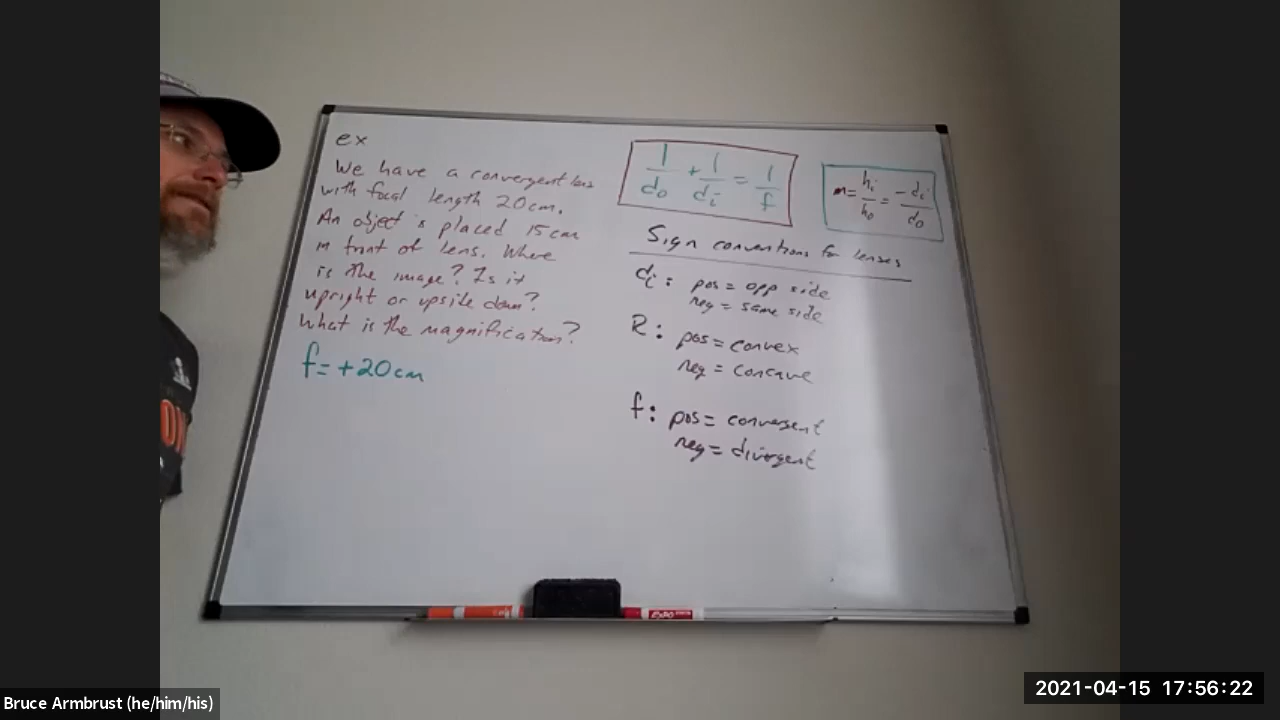 ex
We have a convergent lens
with focal length 20cm.
An object is placed 15cm
in front of lens. Where
is the image? Is it
upright or upside down?
What is the magnification?
f = +20cm
1/do + 1/di = 1/f
m = hi/ho = -di/do
Sign conventions for lenses
di: pos = opp side
neg = same side
R: pos = convex
neg = concave
f: pos = convergent
neg = divergent
EXPO
Bruce Armbrust (he/him/his)
2021-04-15 17:56:22